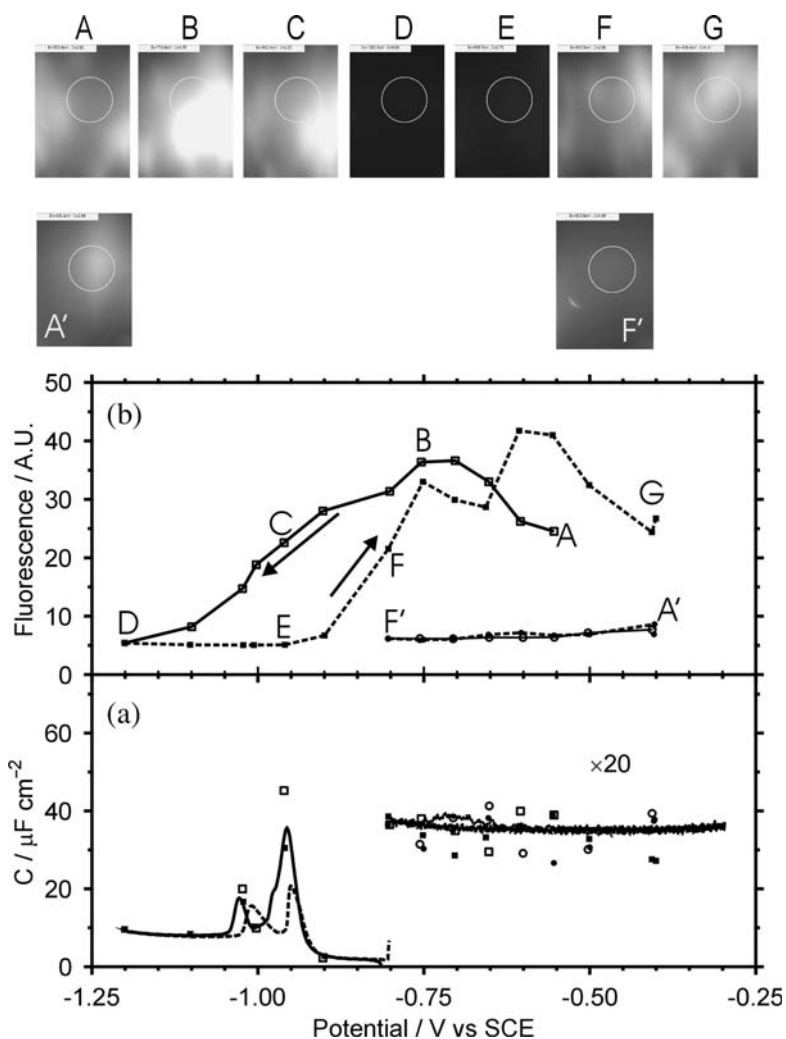 A B C D E F G
A' F'
50
(b)
B
40
G
30
C
A
Fluorescence / A.U.
20
F
10
D
E
F'
A'
0
(a)
60
×20
40
C / μF cm⁻²
20
0
-1.25 -1.00 -0.75 -0.50 -0.25
Potential / V vs SCE